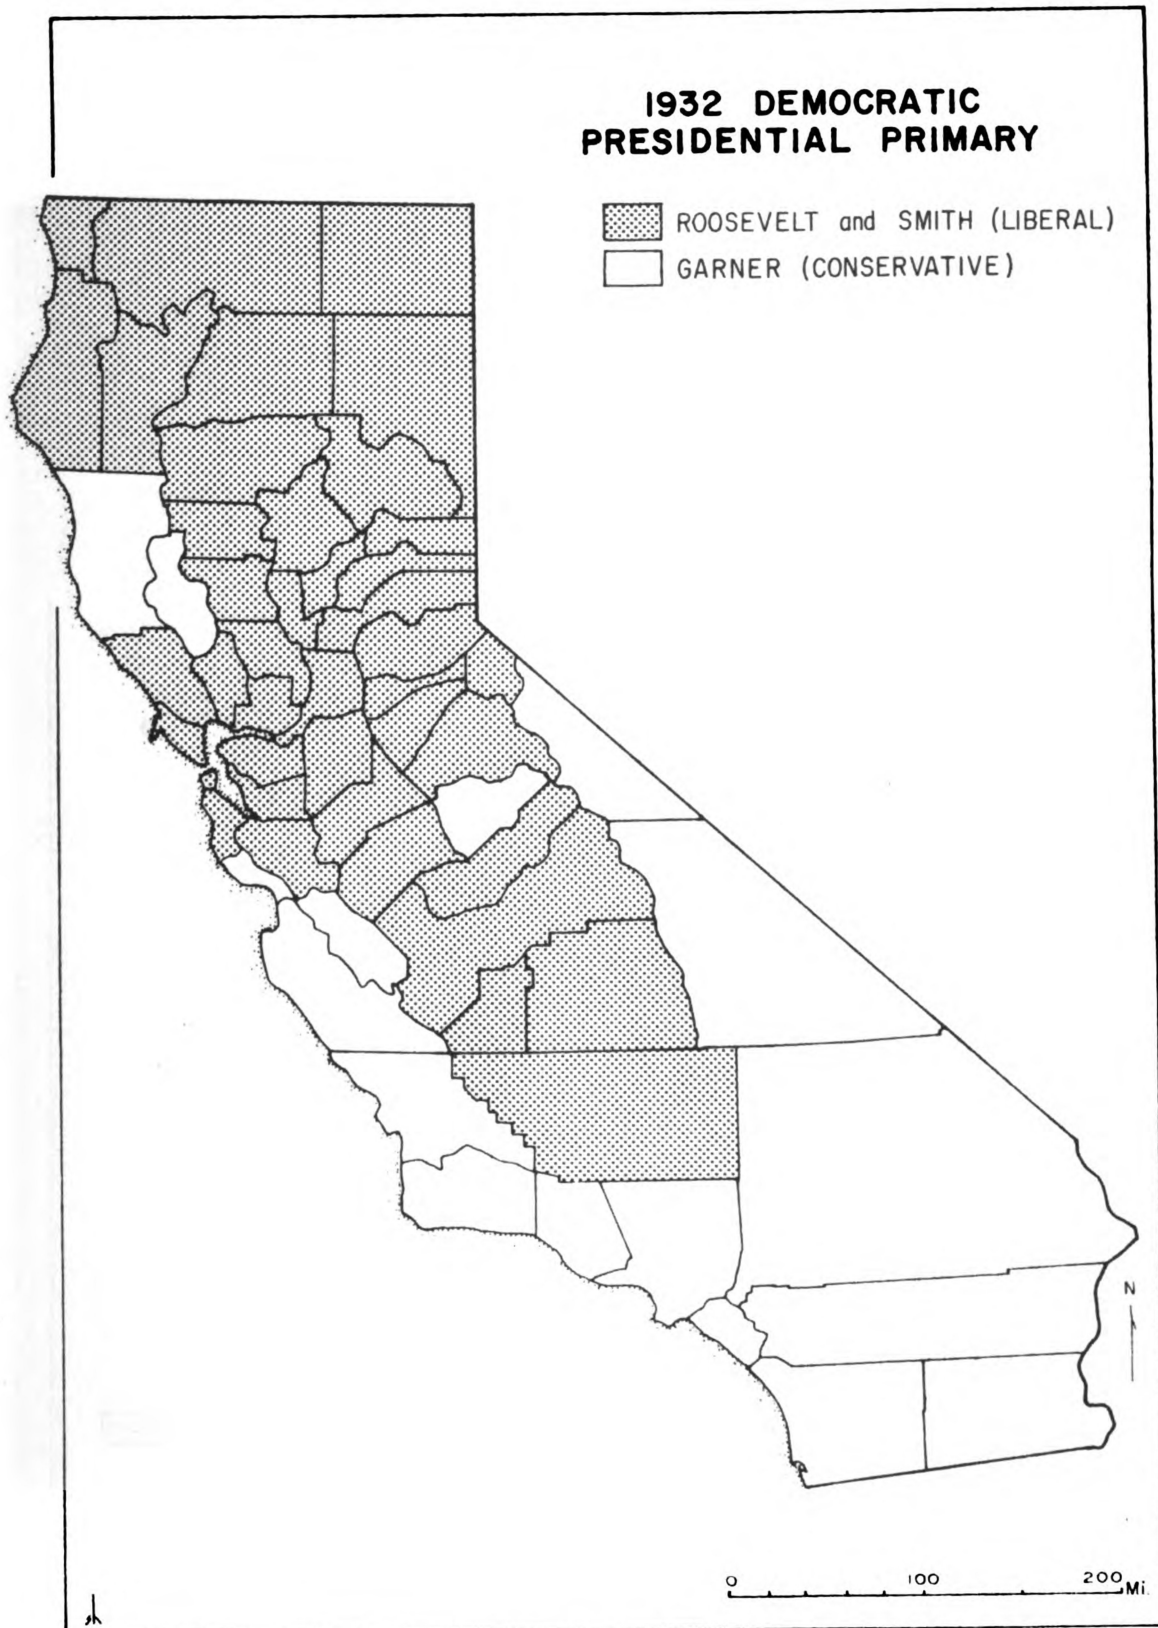 1932 DEMOCRATIC
PRESIDENTIAL PRIMARY
ROOSEVELT and SMITH (LIBERAL)
GARNER (CONSERVATIVE)
N
0 100 200 Mi.